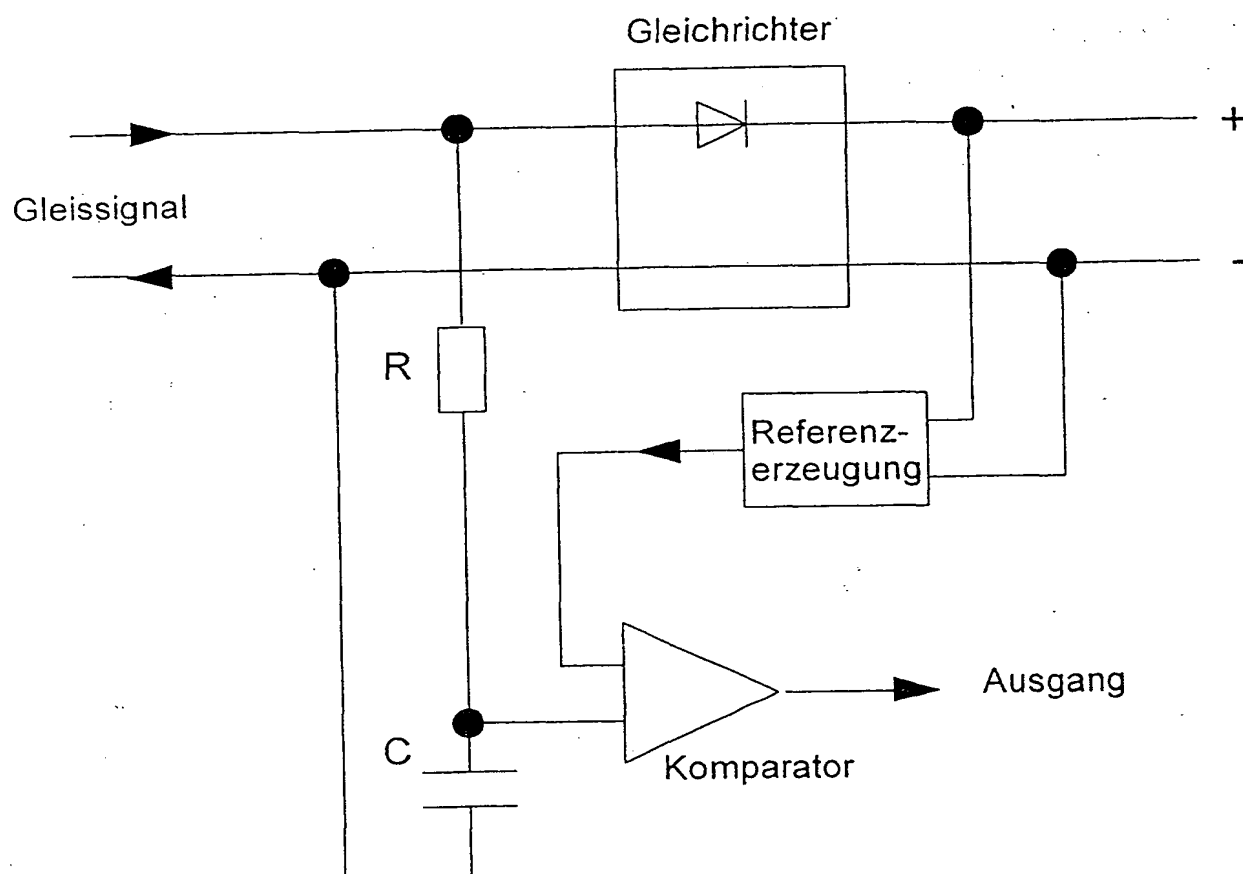 Gleichrichter
+
Gleissignal
-
R
Referenz-
erzeugung
Ausgang
C
Komparator